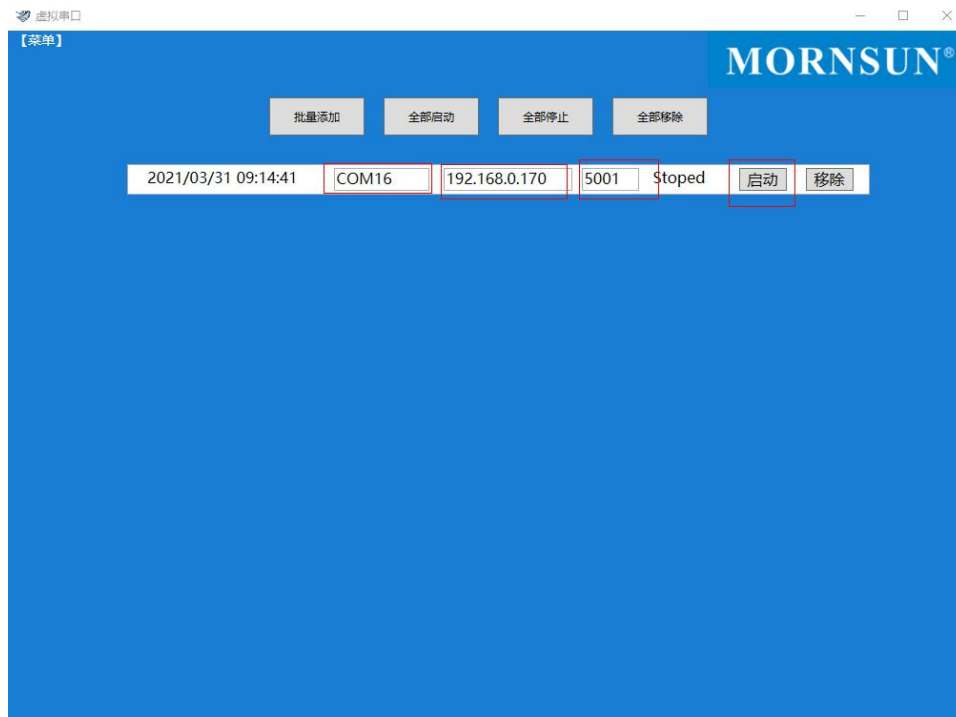 虚拟串口
【菜单】
MORNSUN®
批量添加 全部启动 全部停止 全部移除
2021/03/31 09:14:41 COM16 192.168.0.170 5001 Stoped 启动 移除